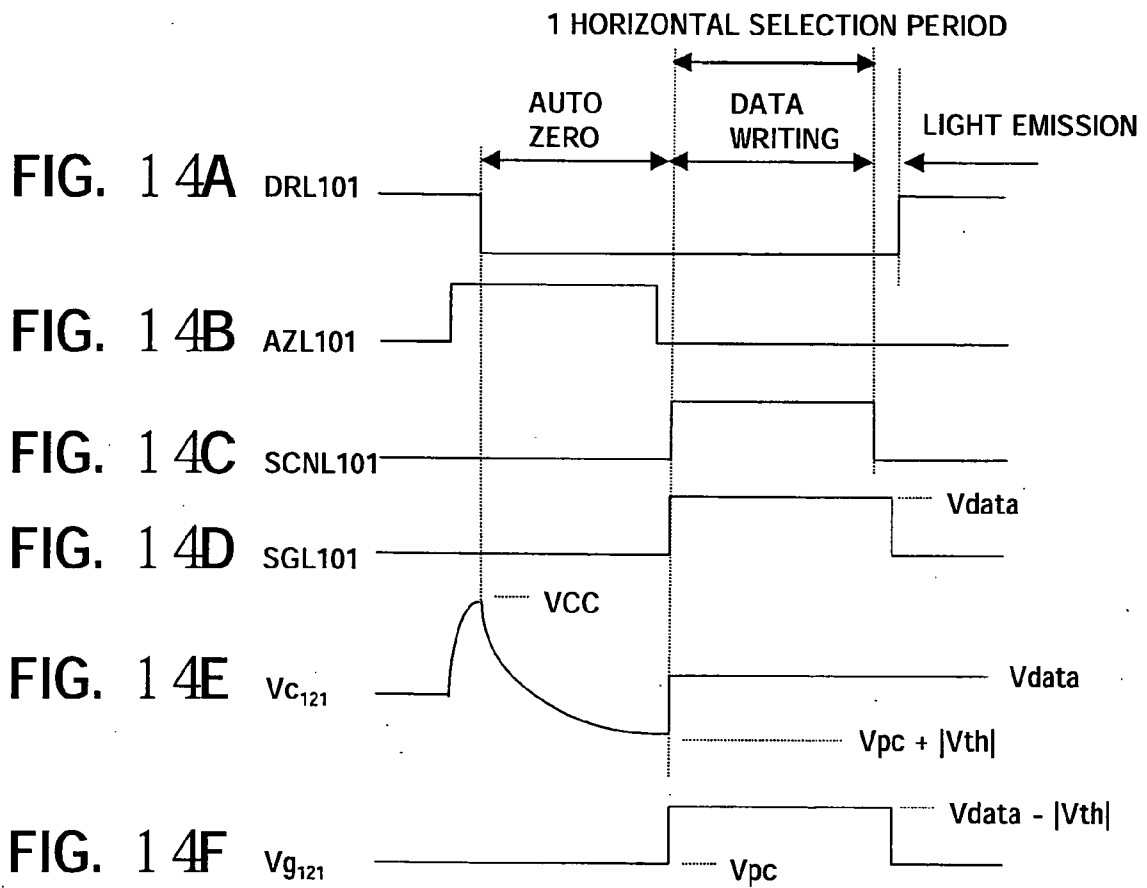 1 HORIZONTAL SELECTION PERIOD
AUTO ZERO
DATA WRITING
LIGHT EMISSION
FIG. 14A DRL101
FIG. 14B AZL101
FIG. 14C SCNL101
Vdata
FIG. 14D SGL101
VCC
FIG. 14E Vc121
Vdata
Vpc + |Vth|
Vdata - |Vth|
FIG. 14F Vg121
Vpc